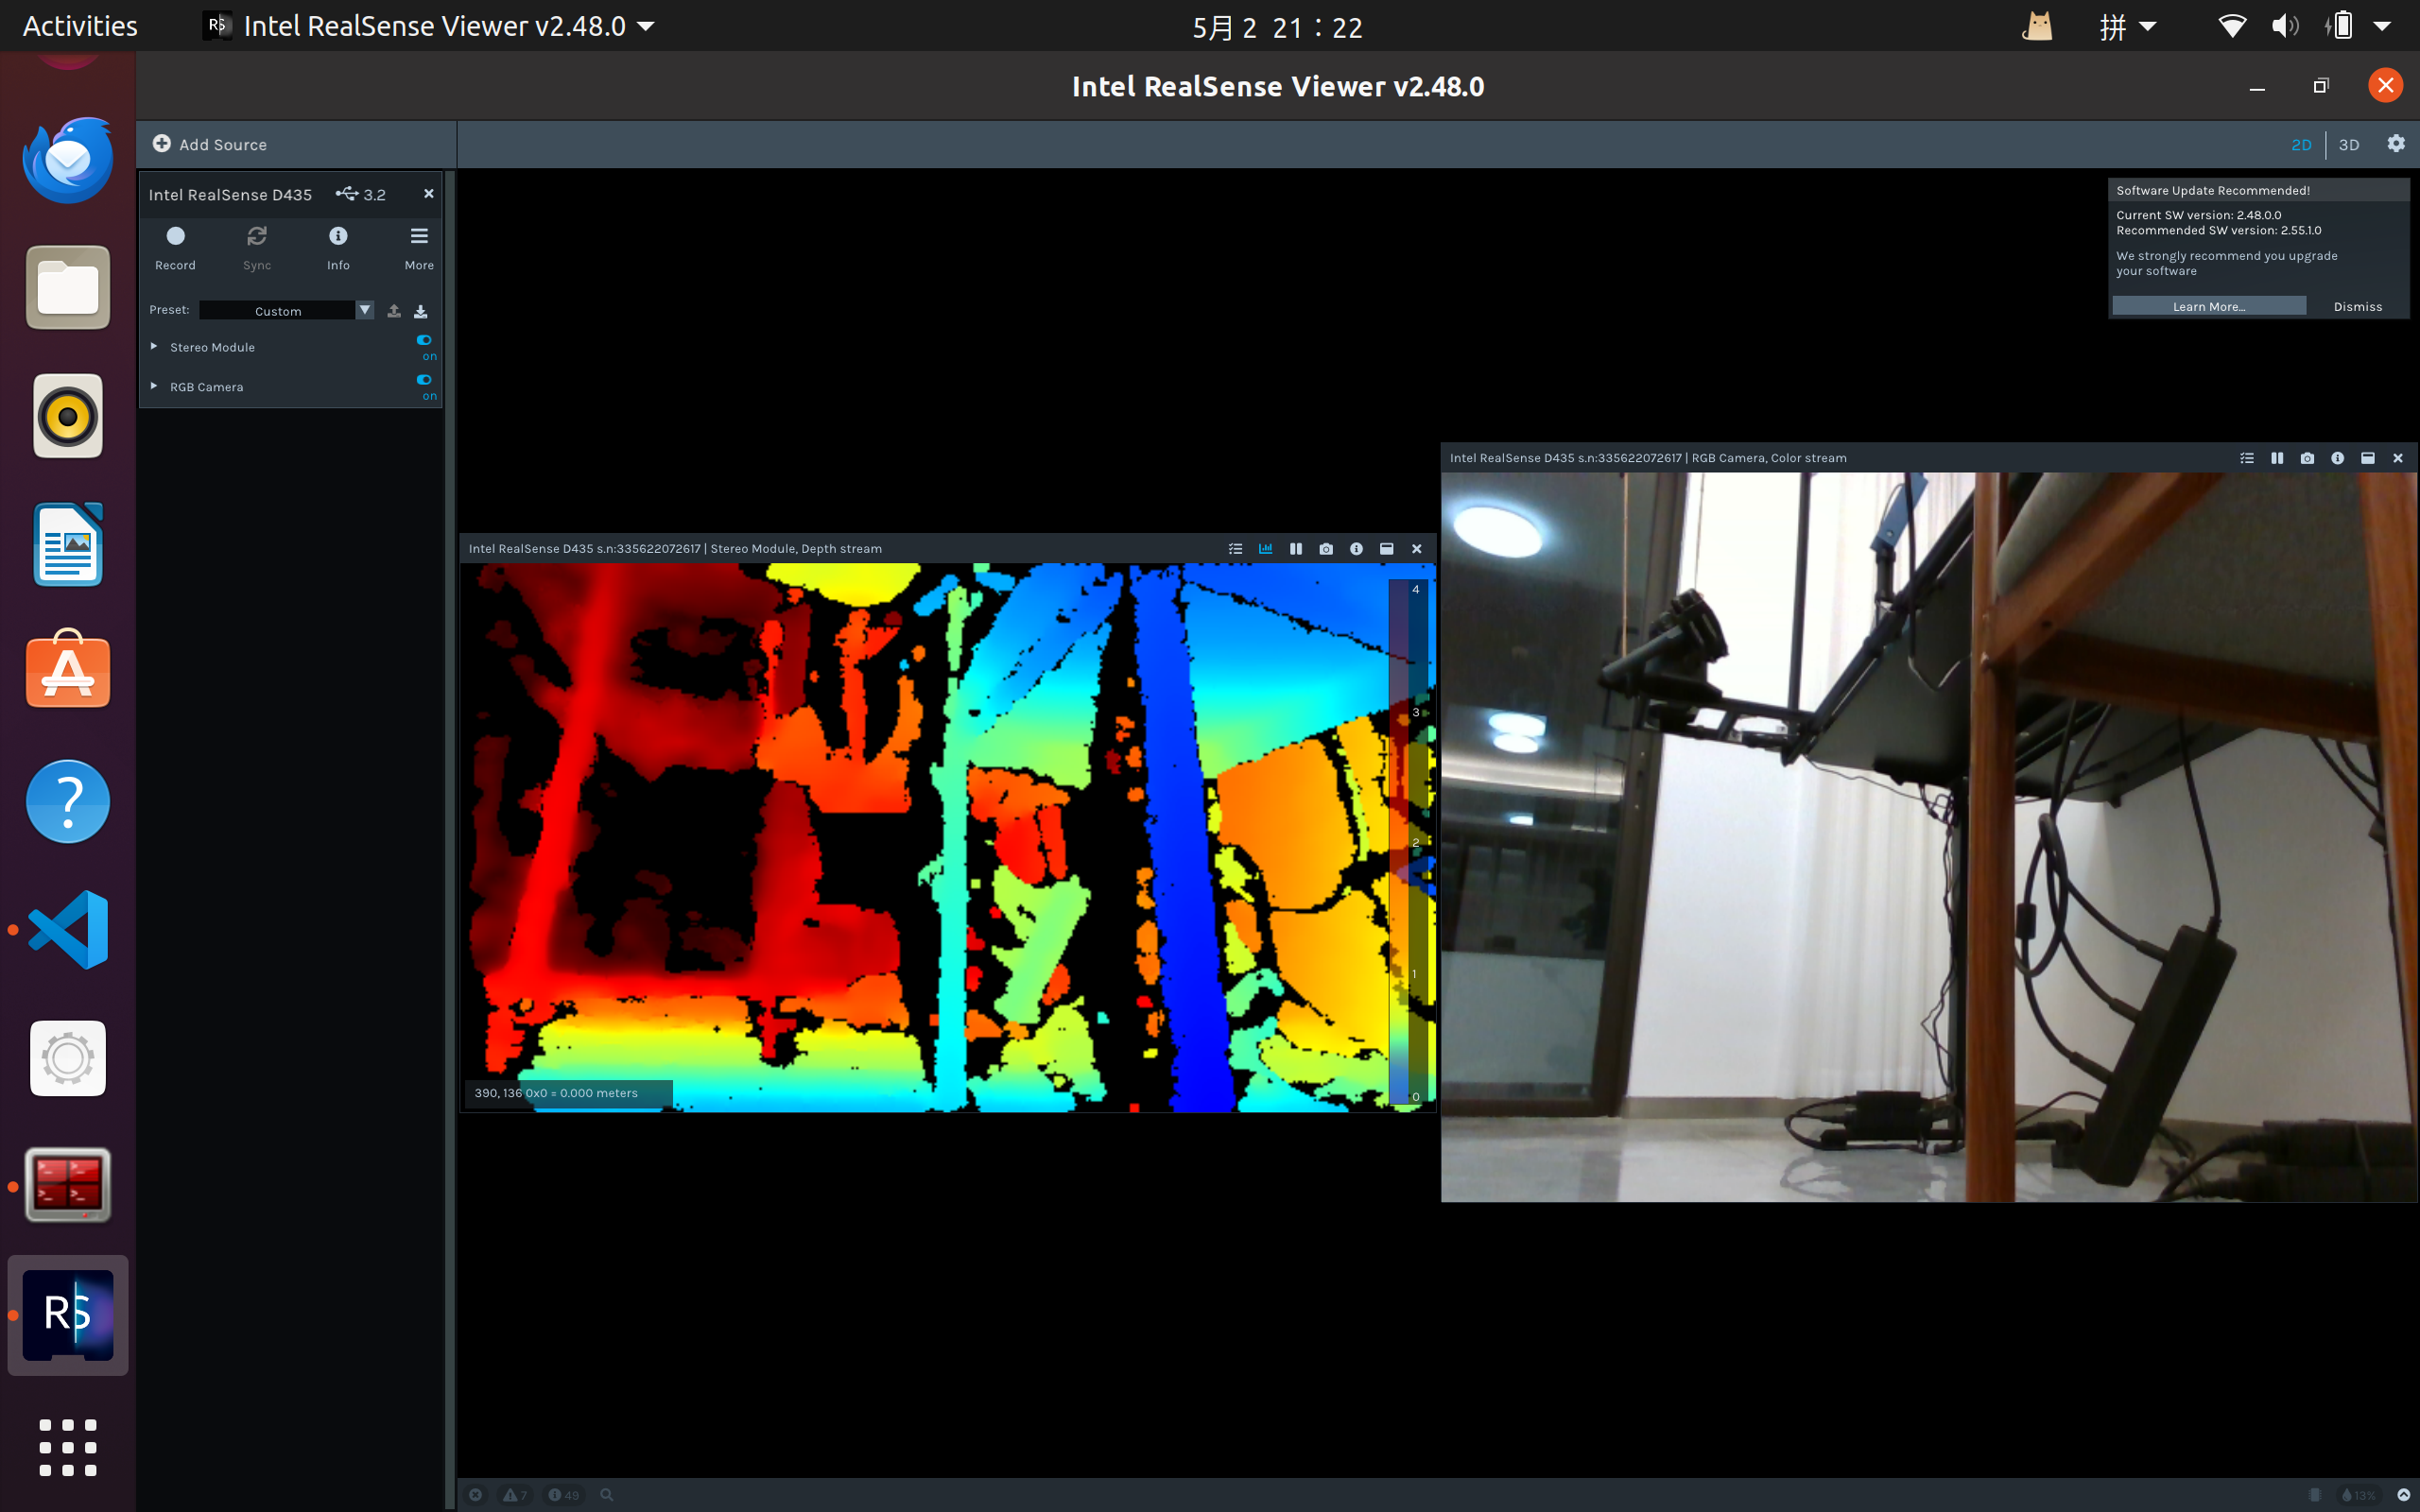 Activities
RS Intel RealSense Viewer v2.48.0
5月 2 21：22
拼
Intel RealSense Viewer v2.48.0
Add Source
2D
3D
Intel RealSense D435
3.2
Record
Sync
Info
More
Preset:
Custom
Stereo Module
on
RGB Camera
on
Software Update Recommended!
Current SW version: 2.48.0.0
Recommended SW version: 2.55.1.0
We strongly recommend you upgrade
your software
Learn More...
Dismiss
Intel RealSense D435 s.n:335622072617 | RGB Camera, Color stream
Intel RealSense D435 s.n:335622072617 | Stereo Module, Depth stream
4
3
2
1
0
390, 136 0x0 = 0.000 meters
RS
7
49
13%